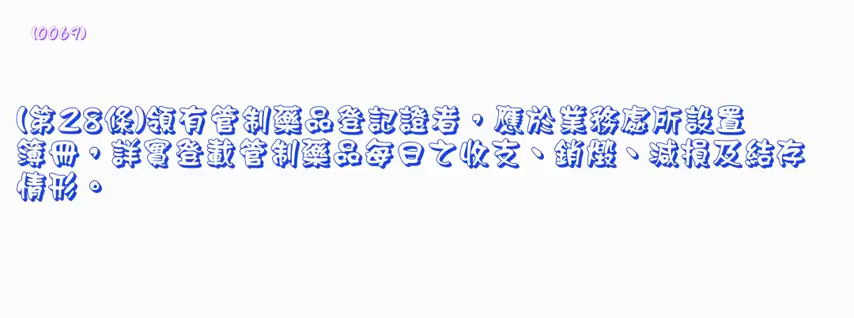 (0069)
(第28條)領有管制藥品登記證者，應於業務處所設置
簿冊，詳實登載管制藥品每日之收支、銷燬、減損及結存
情形。